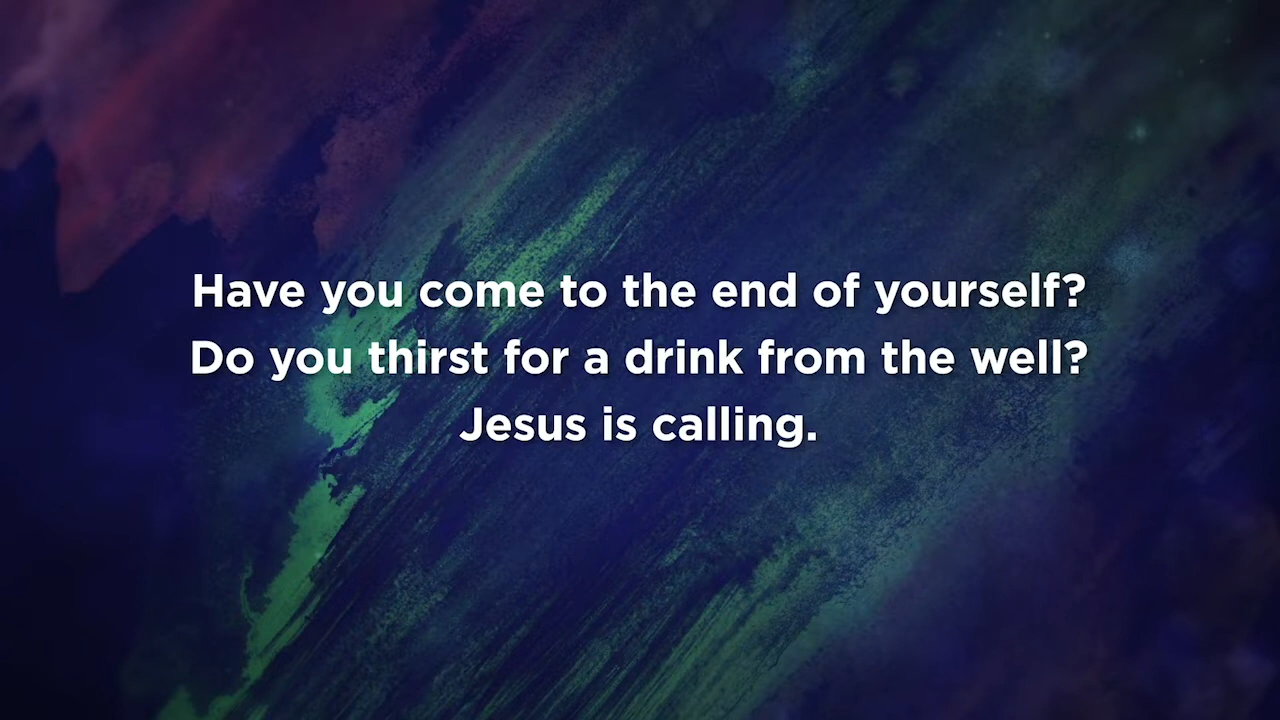 Have you come to the end of yourself?
Do you thirst for a drink from the well?
Jesus is calling.